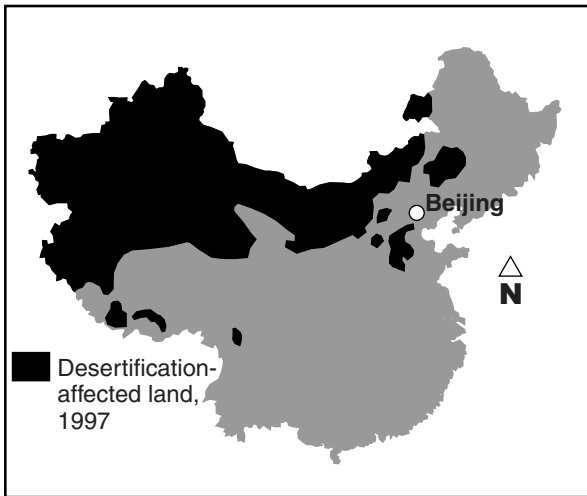 Beijing
N
Desertification-
affected land,
1997